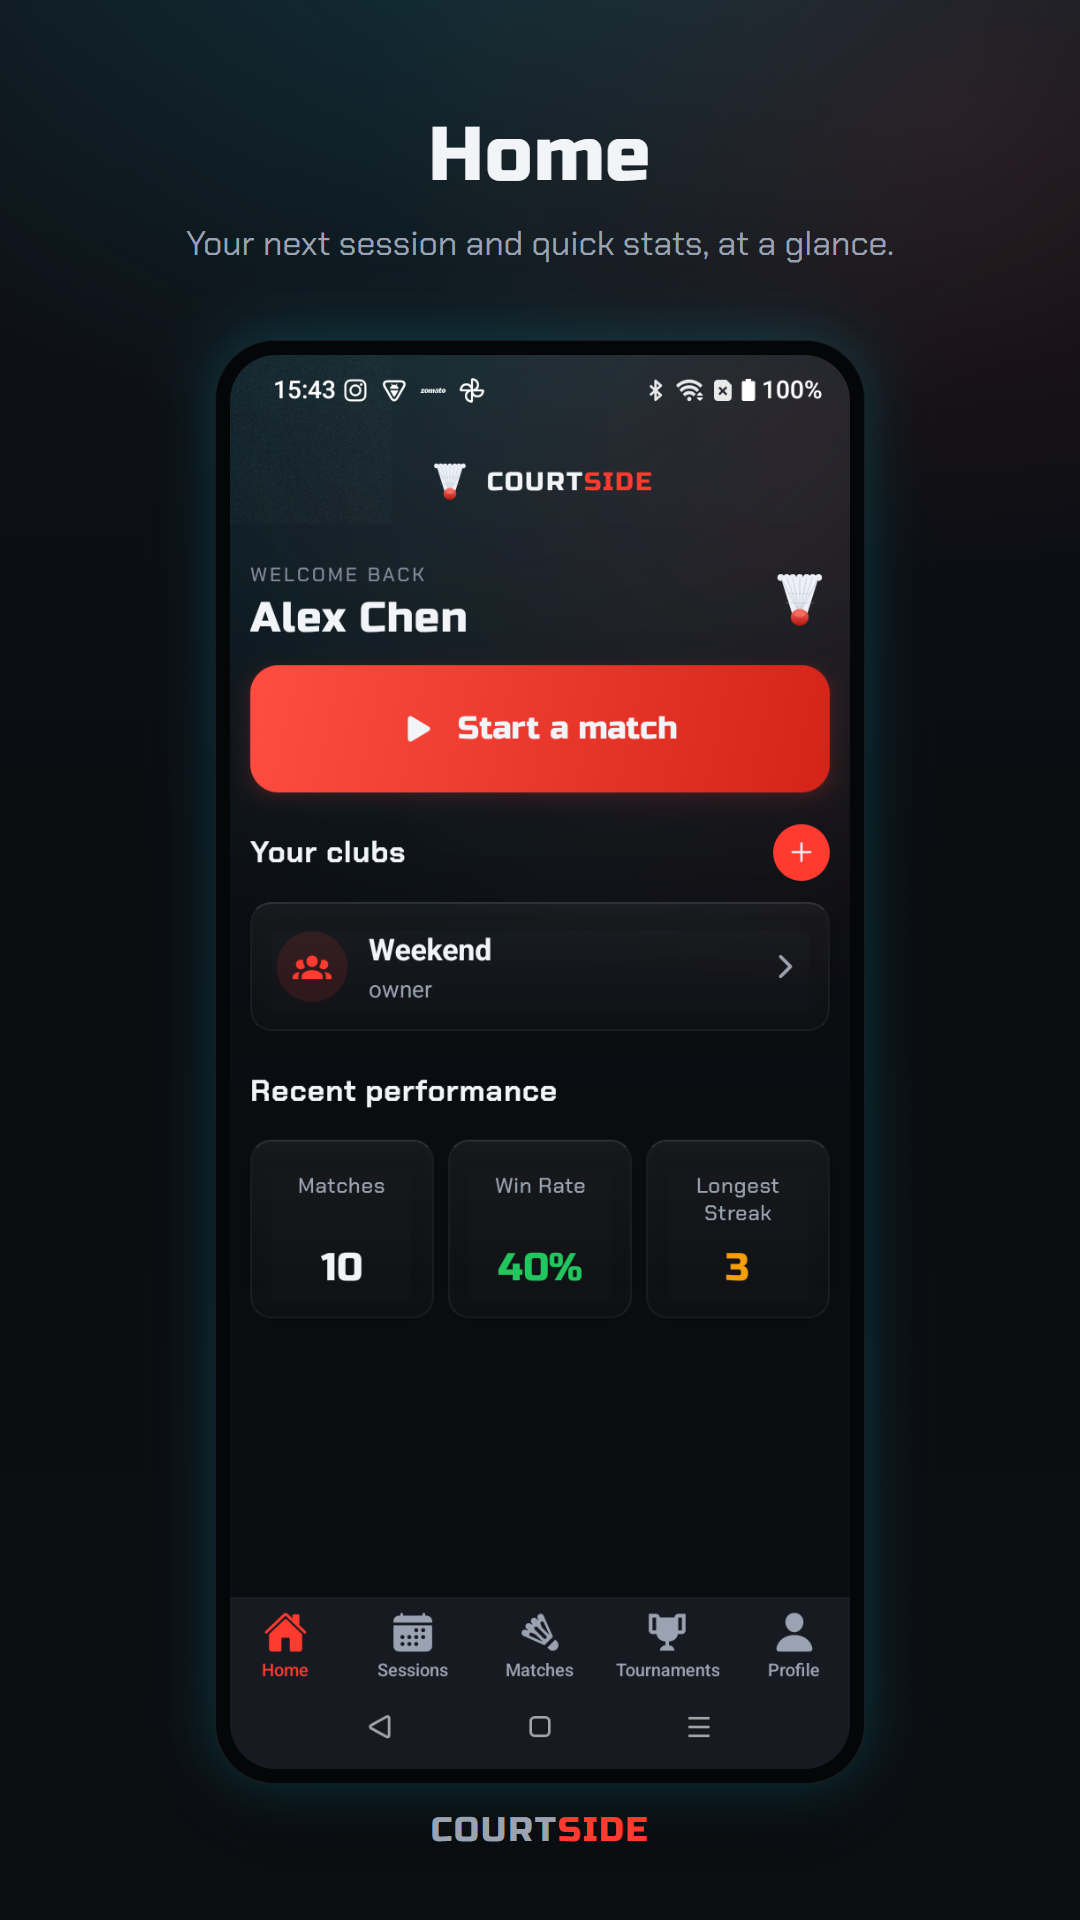 Home
Your next session and quick stats, at a glance.
15:43 zomato 100%
COURTSIDE
WELCOME BACK
Alex Chen
Start a match
Your clubs
Weekend
owner
Recent performance
Matches
10
Win Rate
40%
Longest
Streak
3
Home Sessions Matches Tournaments Profile
COURTSIDE